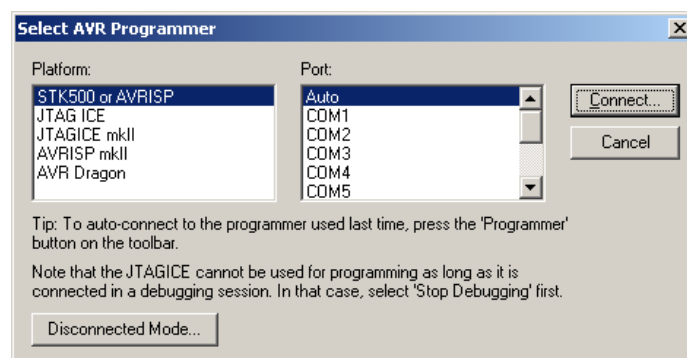 Select AVR Programmer
Platform:
STK500 or AVRISP
JTAG ICE
JTAGICE mkII
AVRISP mkII
AVR Dragon
Port:
Auto
COM1
COM2
COM3
COM4
COM5
Connect...
Cancel
Tip: To auto-connect to the programmer used last time, press the 'Programmer'
button on the toolbar.
Note that the JTAGICE cannot be used for programming as long as it is
connected in a debugging session. In that case, select 'Stop Debugging' first.
Disconnected Mode...